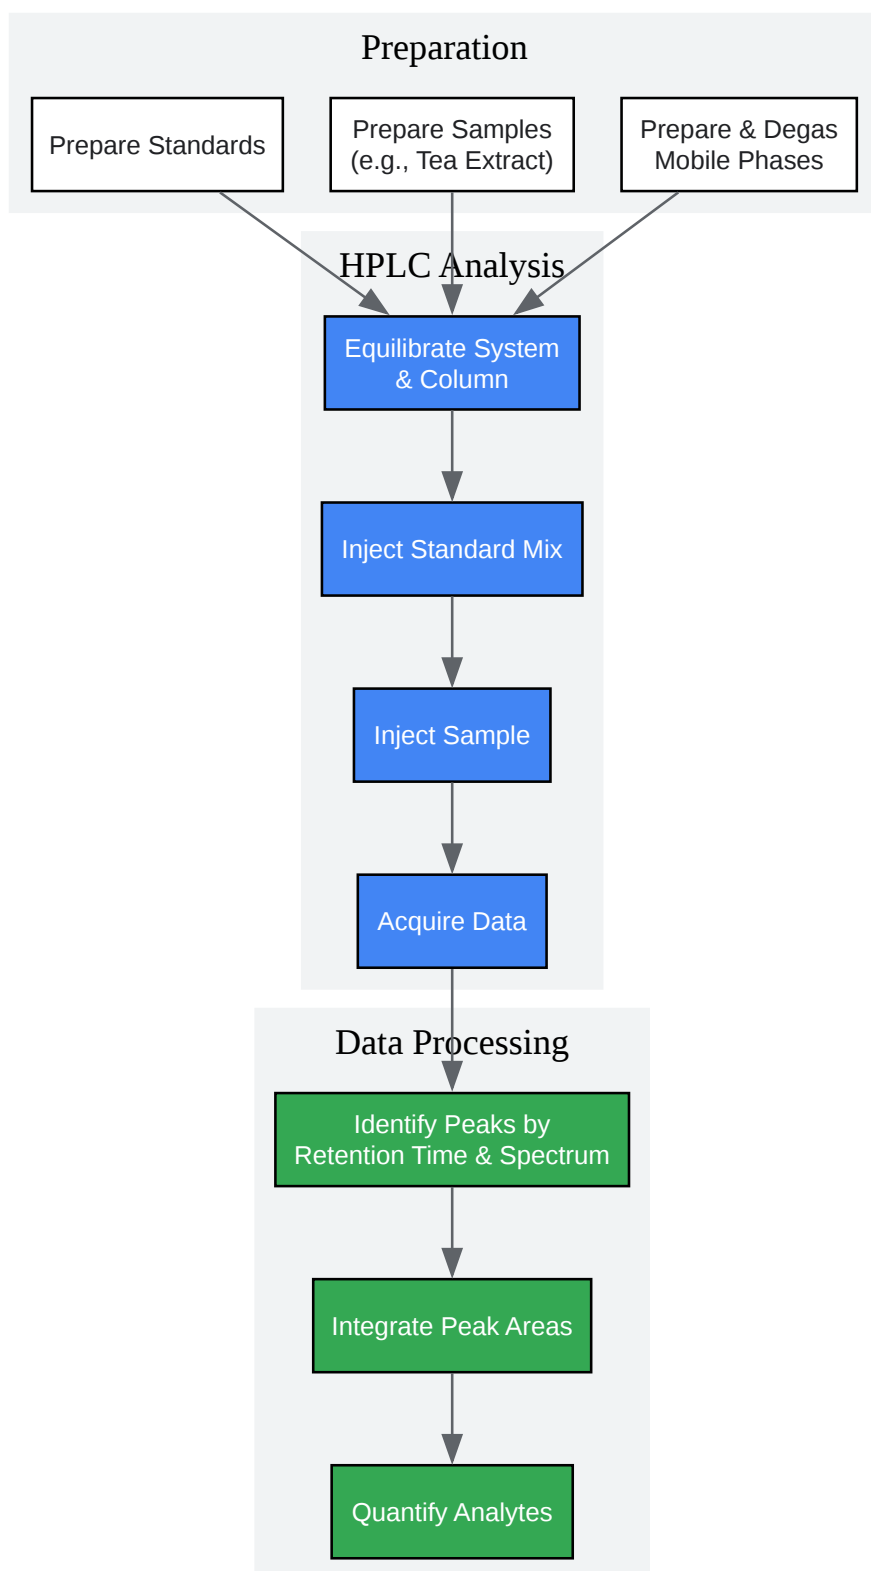 Preparation
Prepare Standards
Prepare Samples
(e.g., Tea Extract)
Prepare & Degas
Mobile Phases
HPLC Analysis
Equilibrate System
& Column
Inject Standard Mix
Inject Sample
Acquire Data
Data Processing
Identify Peaks by
Retention Time & Spectrum
Integrate Peak Areas
Quantify Analytes